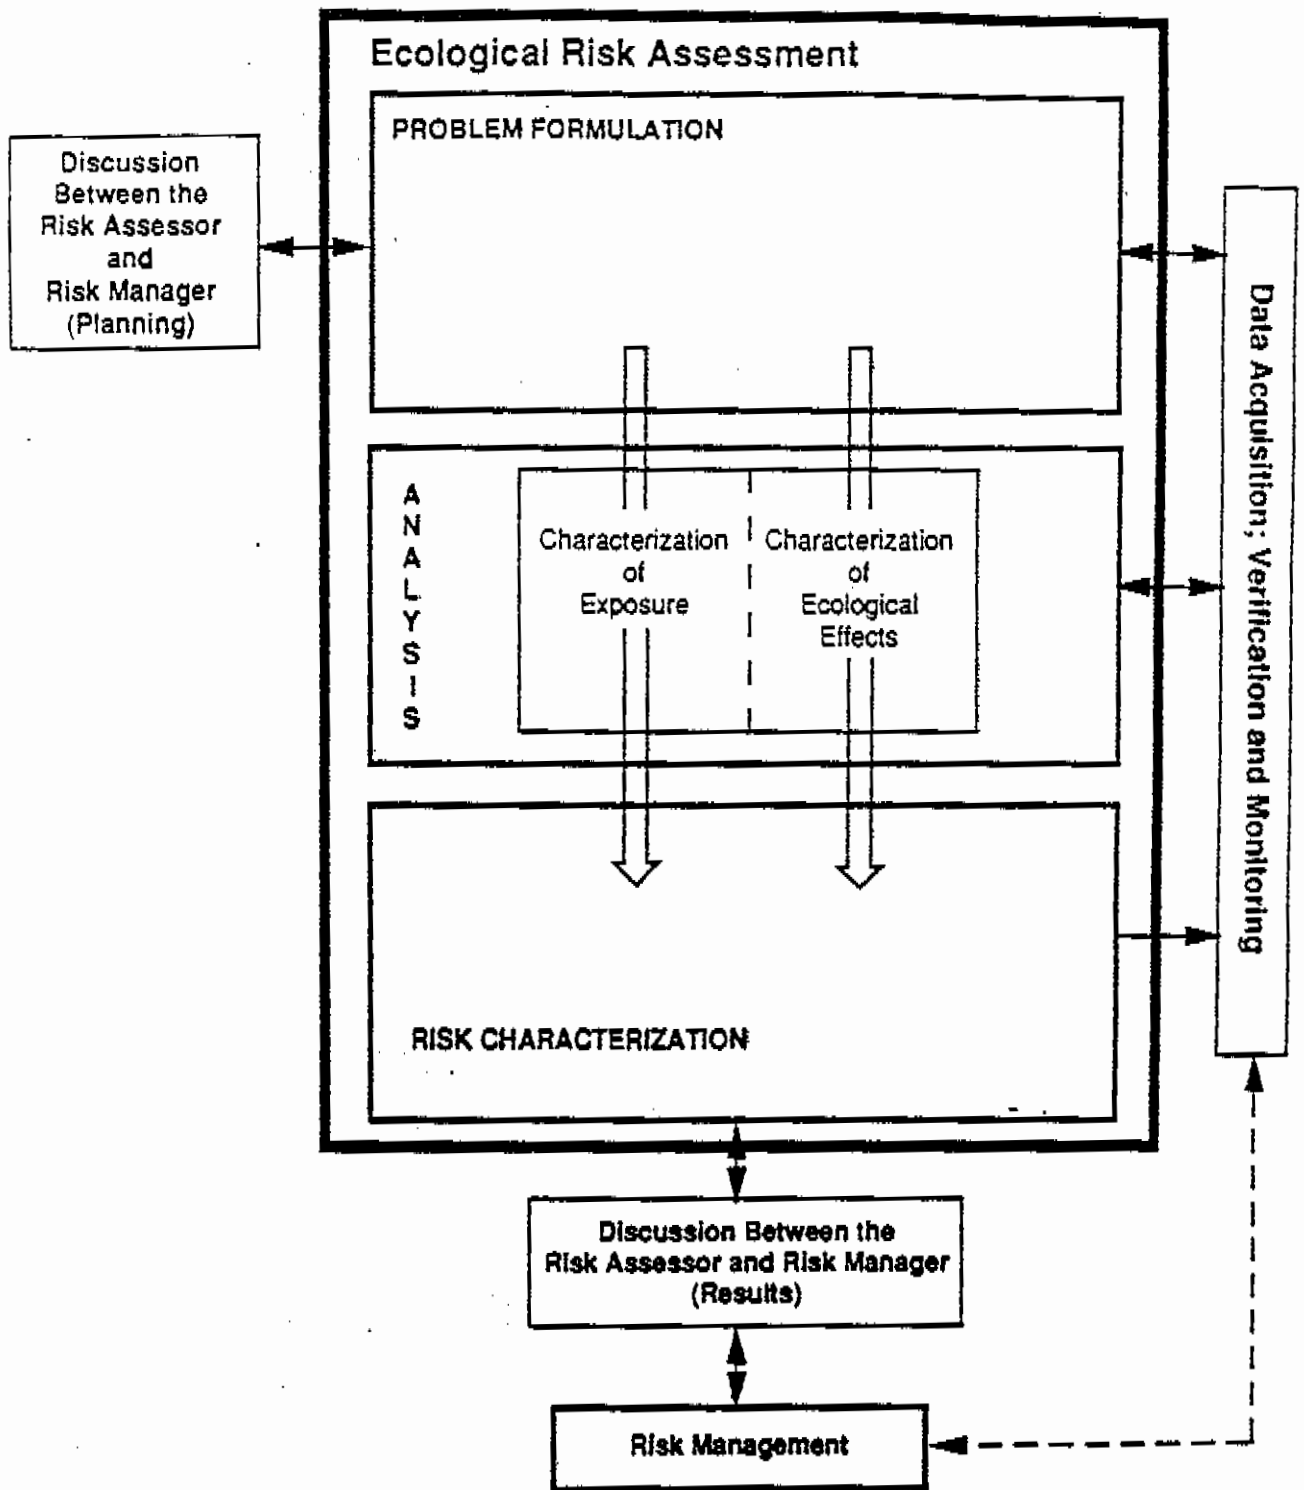 Ecological Risk Assessment
PROBLEM FORMULATION
Discussion
Between the
Risk Assessor
and
Risk Manager
(Planning)
ANALYSIS
Characterization
of
Exposure
Characterization
of
Ecological
Effects
Data Acquisition; Verification and Monitoring
RISK CHARACTERIZATION
Discussion Between the
Risk Assessor and Risk Manager
(Results)
Risk Management